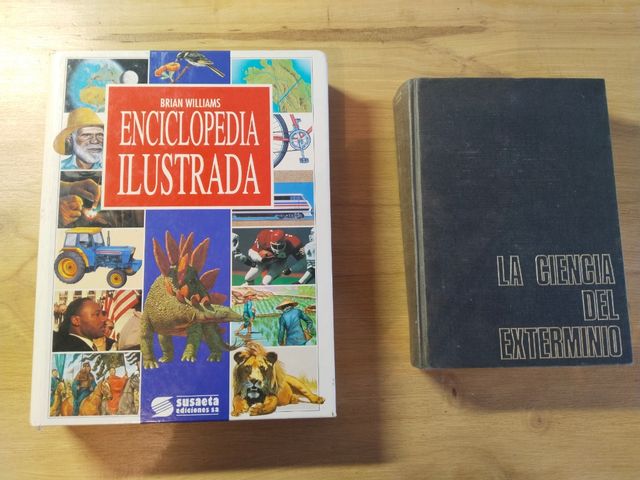 BRIAN WILLIAMS
ENCICLOPEDIA
ILUSTRADA
susaeta
ediciones sa
LA CIENCIA
DEL
EXTERMINIO